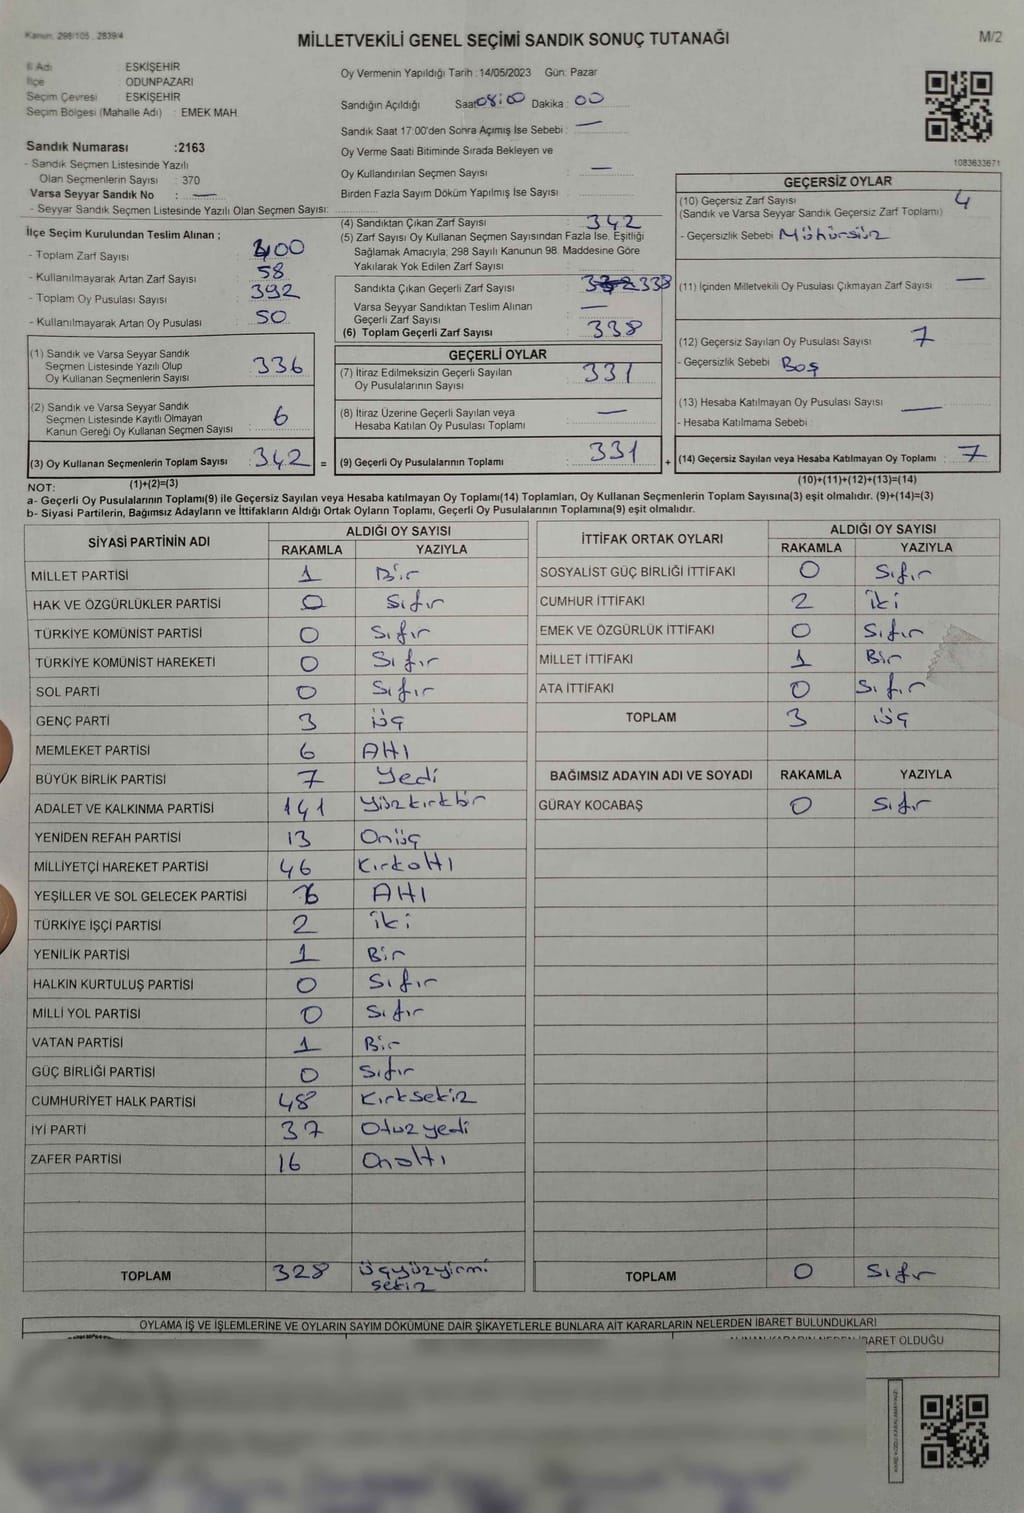 Kanun: 298/105 . 2839/4
MİLLETVEKİLİ GENEL SEÇİMİ SANDIK SONUÇ TUTANAĞI
M/2
İl Adı : ESKİŞEHİR
İlçe : ODUNPAZARI
Seçim Çevresi : ESKİŞEHİR
Seçim Bölgesi (Mahalle Adı) : EMEK MAH.
Sandık Numarası :2163
- Sandık Seçmen Listesinde Yazılı
Olan Seçmenlerin Sayısı : 370
Varsa Seyyar Sandık No : —
- Seyyar Sandık Seçmen Listesinde Yazılı Olan Seçmen Sayısı:
Oy Vermenin Yapıldığı Tarih :14/05/2023 Gün: Pazar
Sandığın Açıldığı Saat: 08:00 Dakika : 00
Sandık Saat 17:00'den Sonra Açımış İse Sebebi : —
Oy Verme Saati Bitiminde Sırada Bekleyen ve
Oy Kullandırılan Seçmen Sayısı : —
Birden Fazla Sayım Döküm Yapılmış İse Sayısı :
1083633671
İlçe Seçim Kurulundan Teslim Alınan ;
- Toplam Zarf Sayısı : 400
- Kullanılmayarak Artan Zarf Sayısı : 58
- Toplam Oy Pusulası Sayısı : 392
- Kullanılmayarak Artan Oy Pusulası : 50
(1) Sandık ve Varsa Seyyar Sandık
Seçmen Listesinde Yazılı Olup
Oy Kullanan Seçmenlerin Sayısı : 336
(2) Sandık ve Varsa Seyyar Sandık
Seçmen Listesinde Kayıtlı Olmayan
Kanun Gereği Oy Kullanan Seçmen Sayısı : 6
(3) Oy Kullanan Seçmenlerin Toplam Sayısı : 342 =
(4) Sandıktan Çıkan Zarf Sayısı : 342
(5) Zarf Sayısı Oy Kullanan Seçmen Sayısından Fazla İse, Eşitliği
Sağlamak Amacıyla, 298 Sayılı Kanunun 98. Maddesine Göre
Yakılarak Yok Edilen Zarf Sayısı :
Sandıkta Çıkan Geçerli Zarf Sayısı : 338
Varsa Seyyar Sandıktan Teslim Alınan
Geçerli Zarf Sayısı : —
(6) Toplam Geçerli Zarf Sayısı : 338
GEÇERLİ OYLAR
(7) İtiraz Edilmeksizin Geçerli Sayılan
Oy Pusulalarının Sayısı : 331
(8) İtiraz Üzerine Geçerli Sayılan veya
Hesaba Katılan Oy Pusulası Toplamı : —
(9) Geçerli Oy Pusulalarının Toplamı : 331 +
GEÇERSİZ OYLAR
(10) Geçersiz Zarf Sayısı : 4
(Sandık ve Varsa Seyyar Sandık Geçersiz Zarf Toplamı)
- Geçersizlik Sebebi : Mühürsüz
(11) İçinden Milletvekili Oy Pusulası Çıkmayan Zarf Sayısı : —
(12) Geçersiz Sayılan Oy Pusulası Sayısı : 7
- Geçersizlik Sebebi : Boş
(13) Hesaba Katılmayan Oy Pusulası Sayısı : —
- Hesaba Katılmama Sebebi :
(14) Geçersiz Sayılan veya Hesaba Katılmayan Oy Toplamı : 7
NOT: (1)+(2)=(3) (10)+(11)+(12)+(13)=(14)
a- Geçerli Oy Pusulalarının Toplamı(9) ile Geçersiz Sayılan veya Hesaba katılmayan Oy Toplamı(14) Toplamları, Oy Kullanan Seçmenlerin Toplam Sayısına(3) eşit olmalıdır. (9)+(14)=(3)
b- Siyasi Partilerin, Bağımsız Adayların ve İttifakların Aldığı Ortak Oyların Toplamı, Geçerli Oy Pusulalarının Toplamına(9) eşit olmalıdır.
SİYASİ PARTİNİN ADI ALDIĞI OY SAYISI
RAKAMLA YAZIYLA
MİLLET PARTİSİ 1 Bir
HAK VE ÖZGÜRLÜKLER PARTİSİ 0 Sıfır
TÜRKİYE KOMÜNİST PARTİSİ 0 Sıfır
TÜRKİYE KOMÜNİST HAREKETİ 0 Sıfır
SOL PARTİ 0 Sıfır
GENÇ PARTİ 3 üç
MEMLEKET PARTİSİ 6 Altı
BÜYÜK BİRLİK PARTİSİ 7 Yedi
ADALET VE KALKINMA PARTİSİ 141 Yüzkırkbir
YENİDEN REFAH PARTİSİ 13 Onüç
MİLLİYETÇİ HAREKET PARTİSİ 46 Kırkaltı
YEŞİLLER VE SOL GELECEK PARTİSİ 6 Altı
TÜRKİYE İŞÇİ PARTİSİ 2 iki
YENİLİK PARTİSİ 1 Bir
HALKIN KURTULUŞ PARTİSİ 0 Sıfır
MİLLİ YOL PARTİSİ 0 Sıfır
VATAN PARTİSİ 1 Bir
GÜÇ BİRLİĞİ PARTİSİ 0 Sıfır
CUMHURİYET HALK PARTİSİ 48 Kırksekiz
İYİ PARTİ 37 Otuzyedi
ZAFER PARTİSİ 16 Onaltı
TOPLAM 328 üçyüzyirmi
sekiz
İTTİFAK ORTAK OYLARI ALDIĞI OY SAYISI
RAKAMLA YAZIYLA
SOSYALİST GÜÇ BİRLİĞİ İTTİFAKI 0 Sıfır
CUMHUR İTTİFAKI 2 iki
EMEK VE ÖZGÜRLÜK İTTİFAKI 0 Sıfır
MİLLET İTTİFAKI 1 Bir
ATA İTTİFAKI 0 Sıfır
TOPLAM 3 üç
BAĞIMSIZ ADAYIN ADI VE SOYADI RAKAMLA YAZIYLA
GÜRAY KOCABAŞ 0 Sıfır
TOPLAM 0 Sıfır
OYLAMA İŞ VE İŞLEMLERİNE VE OYLARIN SAYIM DÖKÜMÜNE DAİR ŞİKAYETLERLE BUNLARA AİT KARARLARIN NELERDEN İBARET BULUNDUKLARI
ALINAN KARARIN NEDEN İBARET OLDUĞU